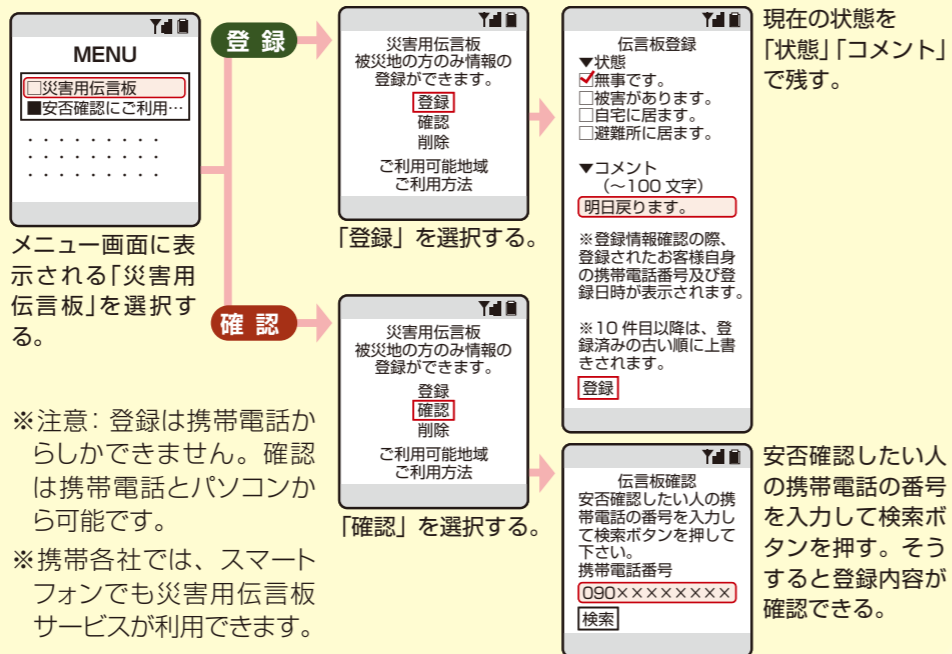 MENU
□災害用伝言板
■安否確認にご利用…
・・・・・・・・・
・・・・・・・・・
・・・・・・・・・
メニュー画面に表
示される「災害用
伝言板」を選択す
る。
登 録
災害用伝言板
被災地の方のみ情報の
登録ができます。
登録
確認
削除
ご利用可能地域
ご利用方法
「登録」を選択する。
伝言板登録
▼状態
☑無事です。
□被害があります。
□自宅に居ます。
□避難所に居ます。
▼コメント
(～100 文字)
明日戻ります。
※登録情報確認の際、
登録されたお客様自身
の携帯電話番号及び登
録日時が表示されます。
※10 件目以降は、登
録済みの古い順に上書
きされます。
登録
現在の状態を
「状態」「コメント」
で残す。
確 認
災害用伝言板
被災地の方のみ情報の
登録ができます。
登録
確認
削除
ご利用可能地域
ご利用方法
「確認」を選択する。
伝言板確認
安否確認したい人の携
帯電話の番号を入力し
て検索ボタンを押して
下さい。
携帯電話番号
090××××××××
検索
安否確認したい人
の携帯電話の番号
を入力して検索ボ
タンを押す。そう
すると登録内容が
確認できる。
※注意：登録は携帯電話か
らしかできません。確認
は携帯電話とパソコンか
ら可能です。
※携帯各社では、スマート
フォンでも災害用伝言板
サービスが利用できます。